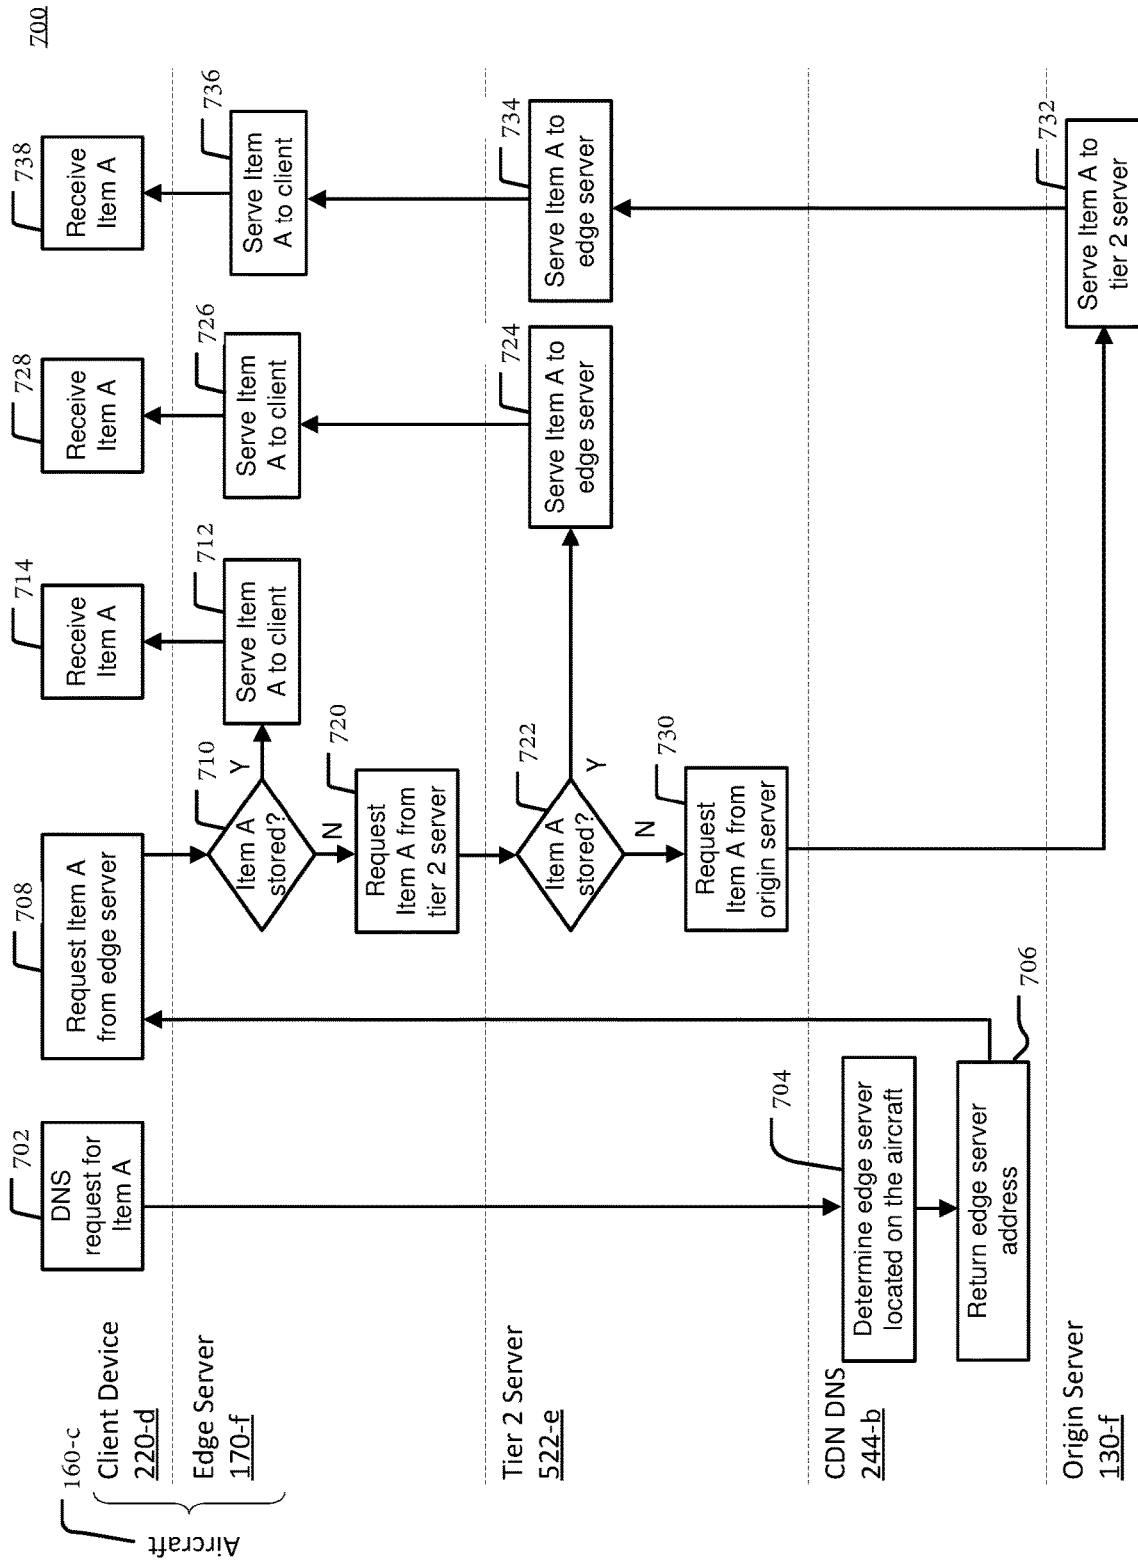 700
Aircraft
160-c
Client Device
220-d
702
DNS
request for
Item A
708
Request Item A
from edge server
714
Receive
Item A
728
Receive
Item A
738
Receive
Item A
Edge Server
170-f
710
Item A
stored?
Y
N
712
Serve Item
A to client
726
Serve Item
A to client
736
Serve Item
A to client
720
Request
Item A from
tier 2 server
Tier 2 Server
522-e
722
Item A
stored?
Y
N
724
Serve Item A to
edge server
734
Serve Item A to
edge server
730
Request
Item A from
origin server
CDN DNS
244-b
704
Determine edge server
located on the aircraft
706
Return edge server
address
Origin Server
130-f
732
Serve Item A to
tier 2 server